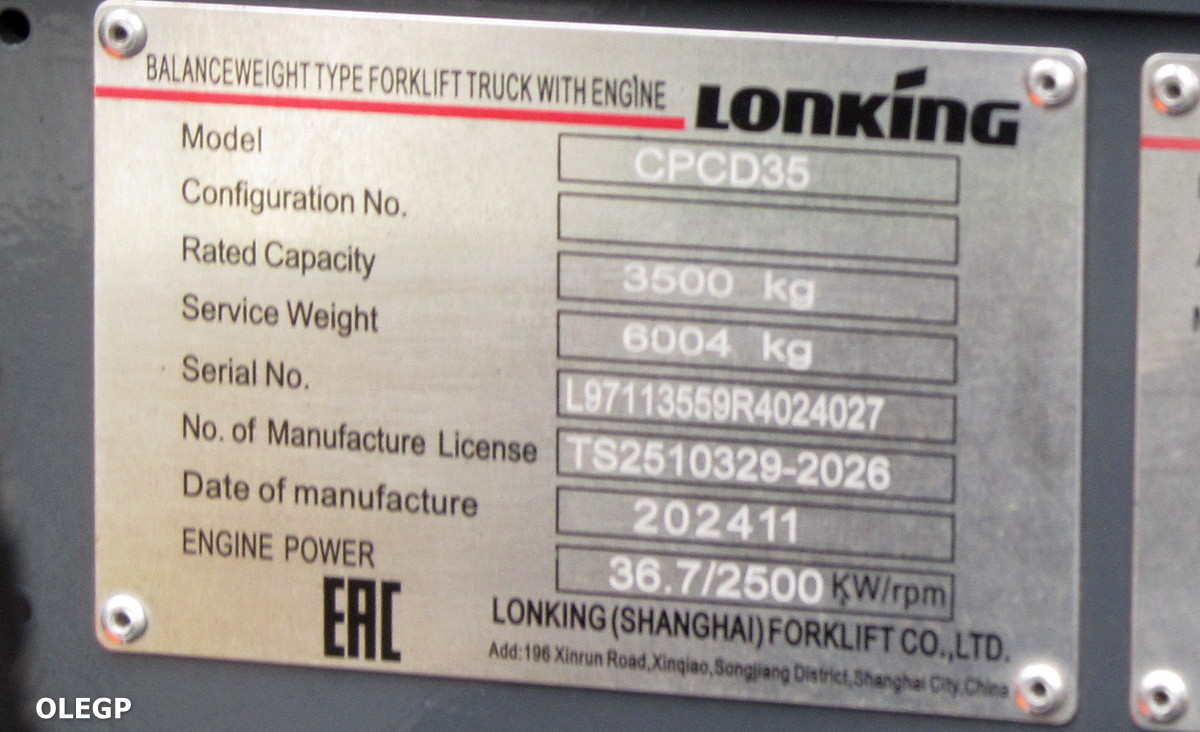 BALANCEWEIGHT TYPE FORKLIFT TRUCK WITH ENGINE
LONKING
Model CPCD35
Configuration No.
Rated Capacity 3500 kg
Service Weight 6004 kg
Serial No. L97113559R4024027
No. of Manufacture License TS2510329-2026
Date of manufacture 202411
ENGINE POWER 36.7/2500 KW/rpm
EAC
LONKING (SHANGHAI) FORKLIFT CO.,LTD.
Add:196 Xinrun Road,Xinqiao,Songjiang District,Shanghai City,China
OLEGP